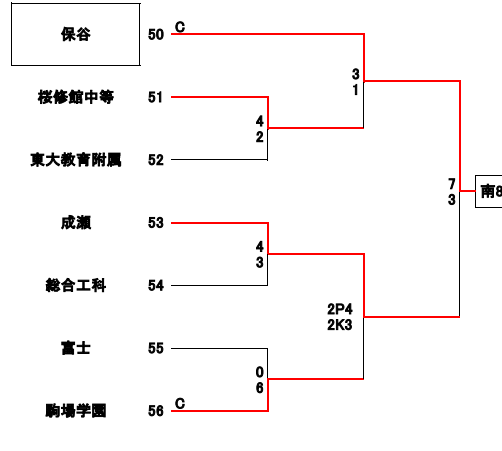 保谷 50 C
3
1
桜修館中等 51
4
2
東大教育附属 52
7
3
南8
成瀬 53
4
3
総合工科 54
2P4
2K3
富士 55
0
6
駒場学園 56 C